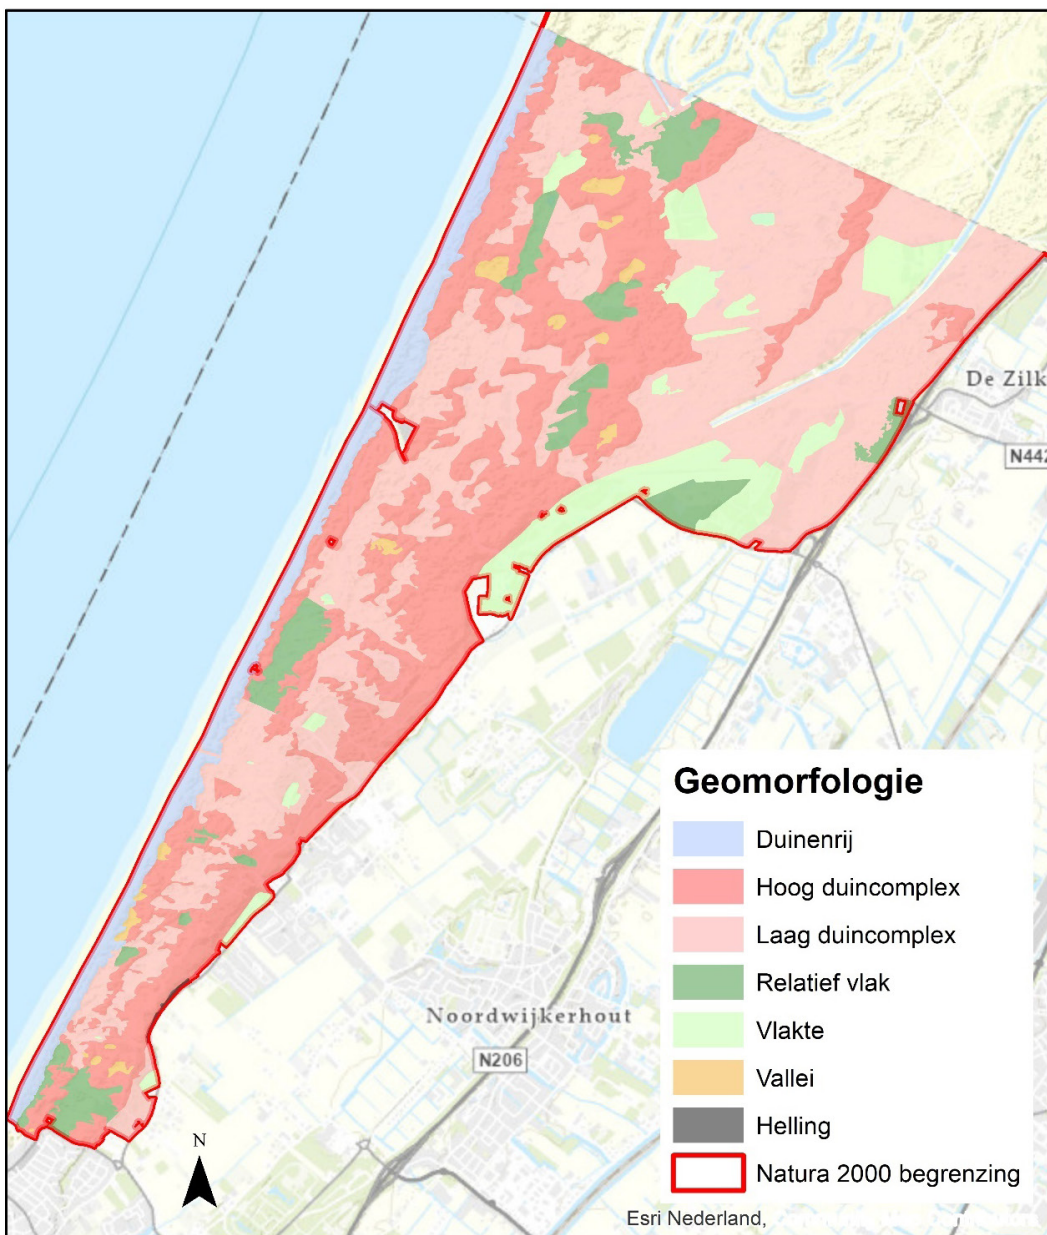 De Zilk
N442
Geomorfologie
Duinenrij
Hoog duincomplex
Laag duincomplex
Relatief vlak
Vlakte
Vallei
Helling
Natura 2000 begrenzing
Noordwijkerhout
N206
N
Esri Nederland,